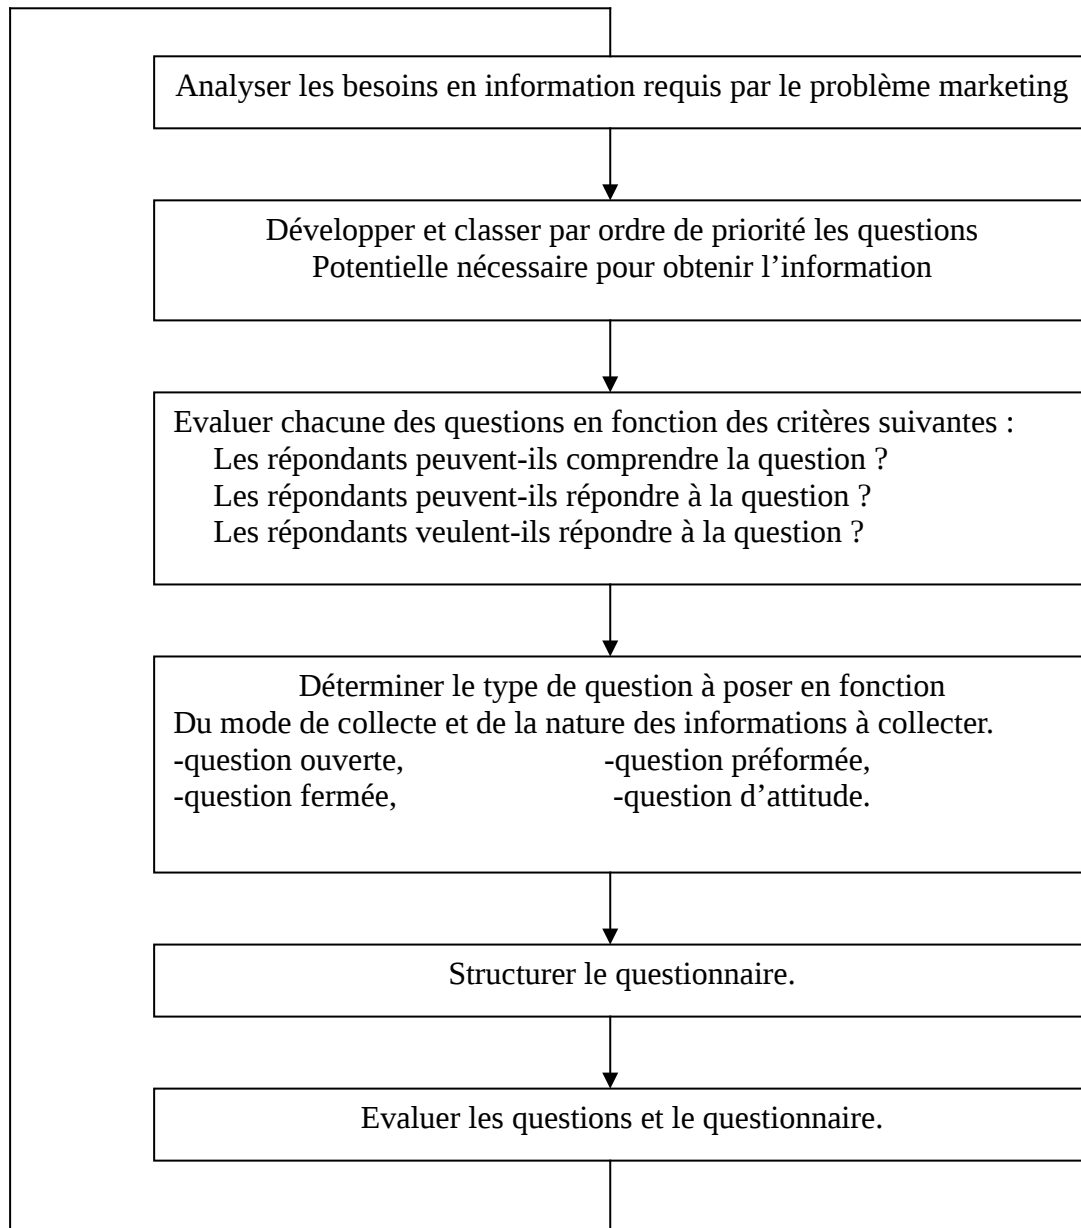 Analyser les besoins en information requis par le problème marketing
Développer et classer par ordre de priorité les questions
Potentielle nécessaire pour obtenir l’information
Evaluer chacune des questions en fonction des critères suivantes :
Les répondants peuvent-ils comprendre la question ?
Les répondants peuvent-ils répondre à la question ?
Les répondants veulent-ils répondre à la question ?
Déterminer le type de question à poser en fonction
Du mode de collecte et de la nature des informations à collecter.
-question ouverte, -question préformée,
-question fermée, -question d’attitude.
Structurer le questionnaire.
Evaluer les questions et le questionnaire.